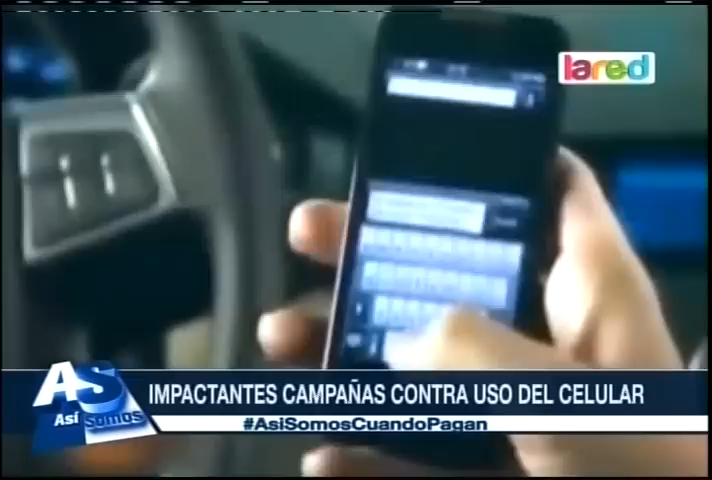 lared
AS
Así
somos
IMPACTANTES CAMPAÑAS CONTRA USO DEL CELULAR
#AsiSomosCuandoPagan